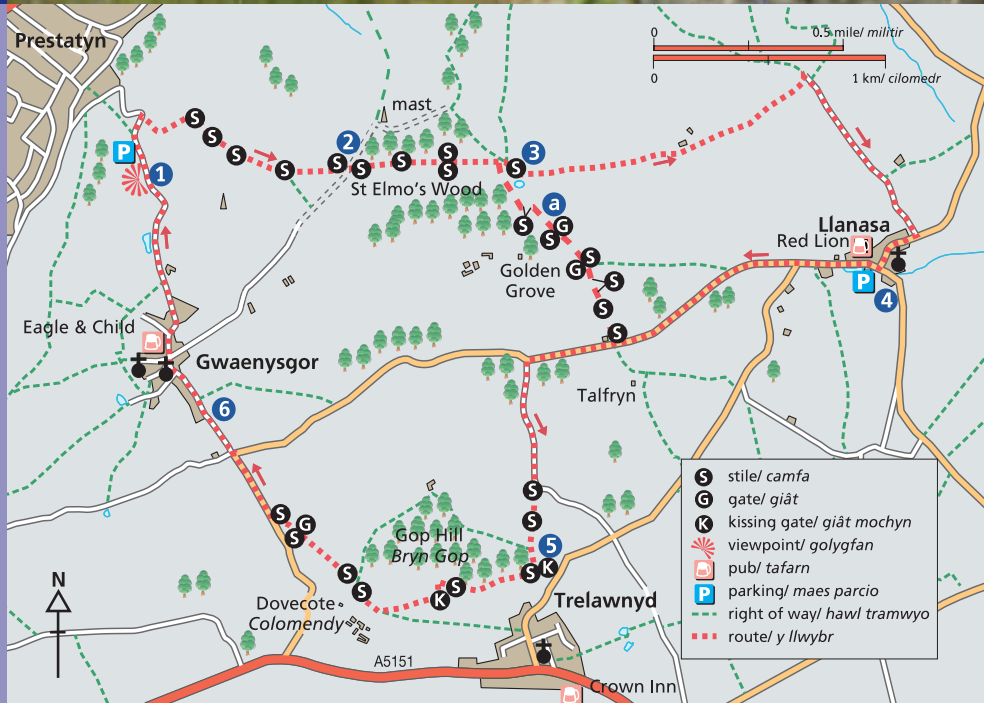 Prestatyn
0
0.5 mile/ militir
0
1 km/ cilomedr
mast
S
S
S
S
2
S
S
S
S
S
3
S
P
1
St Elmo's Wood
a
S
G
S
Llanasa
Red Lion
S
G
Golden
Grove
S
P
4
S
S
Eagle & Child
Gwaenysgor
Talfryn
6
S
S
G
S
S
Gop Hill
Bryn Gop
5
S
K
S
S
S
K
Dovecote
Colomendy
Trelawnyd
N
A5151
Crown Inn
S stile/ camfa
G gate/ giât
K kissing gate/ giât mochyn
viewpoint/ golygfan
pub/ tafarn
P parking/ maes parcio
right of way/ hawl tramwyo
route/ y llwybr